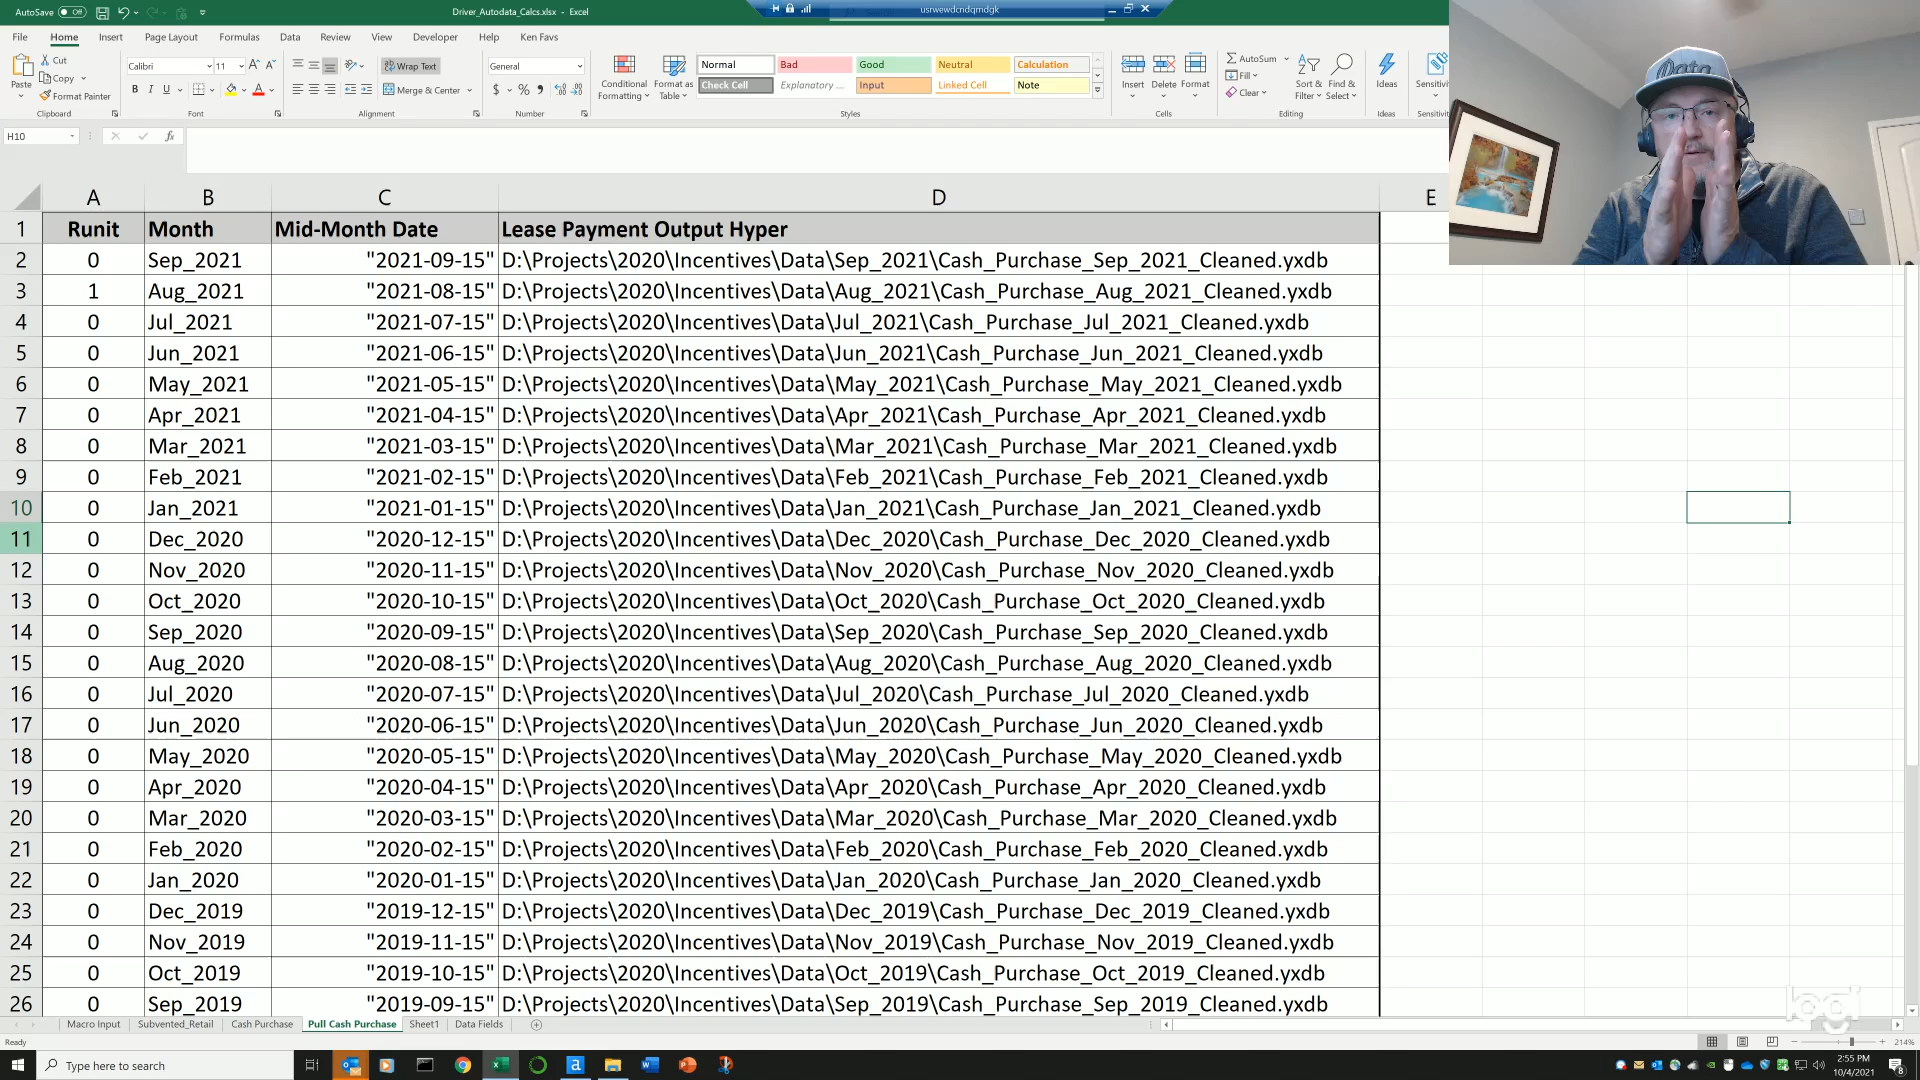 AutoSave Off
Driver_Autodata_Calcs.xlsx - Excel
usrwewdcndqmdgk
File Home Insert Page Layout Formulas Data Review View Developer Help Ken Favs
Paste
Cut
Copy
Format Painter
Clipboard
Calibri 11
B I U
Font
Wrap Text
Merge & Center
Alignment
General
$ % ,
Number
Conditional Formatting
Format as Table
Normal Bad Good Neutral Calculation
Check Cell Explanatory ... Input Linked Cell Note
Styles
Insert Delete Format
Cells
AutoSum
Fill
Clear
Sort & Filter
Find & Select
Editing
Ideas
Ideas
Sensitivity
H10
fx
A B C D E
1 Runit Month Mid-Month Date Lease Payment Output Hyper
2 0 Sep_2021 "2021-09-15" D:\Projects\2020\Incentives\Data\Sep_2021\Cash_Purchase_Sep_2021_Cleaned.yxdb
3 1 Aug_2021 "2021-08-15" D:\Projects\2020\Incentives\Data\Aug_2021\Cash_Purchase_Aug_2021_Cleaned.yxdb
4 0 Jul_2021 "2021-07-15" D:\Projects\2020\Incentives\Data\Jul_2021\Cash_Purchase_Jul_2021_Cleaned.yxdb
5 0 Jun_2021 "2021-06-15" D:\Projects\2020\Incentives\Data\Jun_2021\Cash_Purchase_Jun_2021_Cleaned.yxdb
6 0 May_2021 "2021-05-15" D:\Projects\2020\Incentives\Data\May_2021\Cash_Purchase_May_2021_Cleaned.yxdb
7 0 Apr_2021 "2021-04-15" D:\Projects\2020\Incentives\Data\Apr_2021\Cash_Purchase_Apr_2021_Cleaned.yxdb
8 0 Mar_2021 "2021-03-15" D:\Projects\2020\Incentives\Data\Mar_2021\Cash_Purchase_Mar_2021_Cleaned.yxdb
9 0 Feb_2021 "2021-02-15" D:\Projects\2020\Incentives\Data\Feb_2021\Cash_Purchase_Feb_2021_Cleaned.yxdb
10 0 Jan_2021 "2021-01-15" D:\Projects\2020\Incentives\Data\Jan_2021\Cash_Purchase_Jan_2021_Cleaned.yxdb
11 0 Dec_2020 "2020-12-15" D:\Projects\2020\Incentives\Data\Dec_2020\Cash_Purchase_Dec_2020_Cleaned.yxdb
12 0 Nov_2020 "2020-11-15" D:\Projects\2020\Incentives\Data\Nov_2020\Cash_Purchase_Nov_2020_Cleaned.yxdb
13 0 Oct_2020 "2020-10-15" D:\Projects\2020\Incentives\Data\Oct_2020\Cash_Purchase_Oct_2020_Cleaned.yxdb
14 0 Sep_2020 "2020-09-15" D:\Projects\2020\Incentives\Data\Sep_2020\Cash_Purchase_Sep_2020_Cleaned.yxdb
15 0 Aug_2020 "2020-08-15" D:\Projects\2020\Incentives\Data\Aug_2020\Cash_Purchase_Aug_2020_Cleaned.yxdb
16 0 Jul_2020 "2020-07-15" D:\Projects\2020\Incentives\Data\Jul_2020\Cash_Purchase_Jul_2020_Cleaned.yxdb
17 0 Jun_2020 "2020-06-15" D:\Projects\2020\Incentives\Data\Jun_2020\Cash_Purchase_Jun_2020_Cleaned.yxdb
18 0 May_2020 "2020-05-15" D:\Projects\2020\Incentives\Data\May_2020\Cash_Purchase_May_2020_Cleaned.yxdb
19 0 Apr_2020 "2020-04-15" D:\Projects\2020\Incentives\Data\Apr_2020\Cash_Purchase_Apr_2020_Cleaned.yxdb
20 0 Mar_2020 "2020-03-15" D:\Projects\2020\Incentives\Data\Mar_2020\Cash_Purchase_Mar_2020_Cleaned.yxdb
21 0 Feb_2020 "2020-02-15" D:\Projects\2020\Incentives\Data\Feb_2020\Cash_Purchase_Feb_2020_Cleaned.yxdb
22 0 Jan_2020 "2020-01-15" D:\Projects\2020\Incentives\Data\Jan_2020\Cash_Purchase_Jan_2020_Cleaned.yxdb
23 0 Dec_2019 "2019-12-15" D:\Projects\2020\Incentives\Data\Dec_2019\Cash_Purchase_Dec_2019_Cleaned.yxdb
24 0 Nov_2019 "2019-11-15" D:\Projects\2020\Incentives\Data\Nov_2019\Cash_Purchase_Nov_2019_Cleaned.yxdb
25 0 Oct_2019 "2019-10-15" D:\Projects\2020\Incentives\Data\Oct_2019\Cash_Purchase_Oct_2019_Cleaned.yxdb
26 0 Sep_2019 "2019-09-15" D:\Projects\2020\Incentives\Data\Sep_2019\Cash_Purchase_Sep_2019_Cleaned.yxdb
logi
Macro Input Subvented_Retail Cash Purchase Pull Cash Purchase Sheet1 Data Fields
Ready
214%
Type here to search
2:55 PM
10/4/2021
8
Data